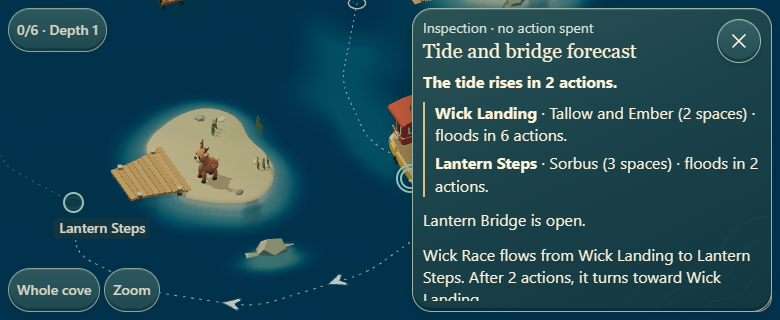 0/6 · Depth 1
Lantern Steps
Whole cove
Zoom
Inspection · no action spent
Tide and bridge forecast
The tide rises in 2 actions.
Wick Landing · Tallow and Ember (2 spaces) ·
floods in 6 actions.
Lantern Steps · Sorbus (3 spaces) · floods in 2
actions.
Lantern Bridge is open.
Wick Race flows from Wick Landing to Lantern
Steps. After 2 actions, it turns toward Wick
Landing